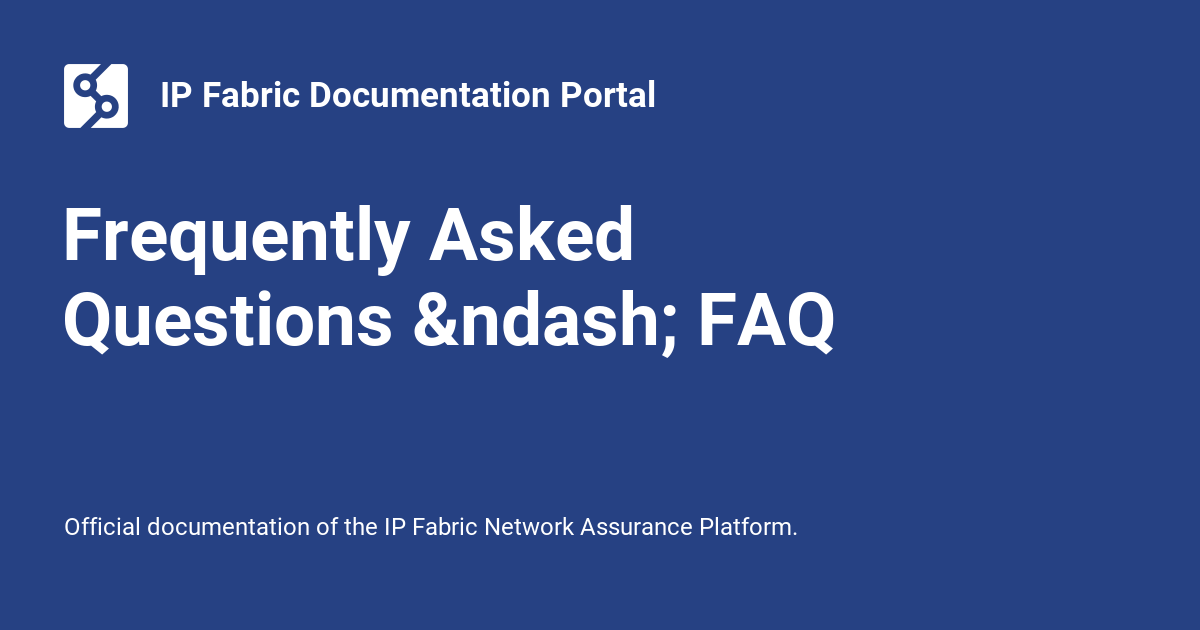 IP Fabric Documentation Portal
Frequently Asked
Questions &ndash; FAQ
Official documentation of the IP Fabric Network Assurance Platform.